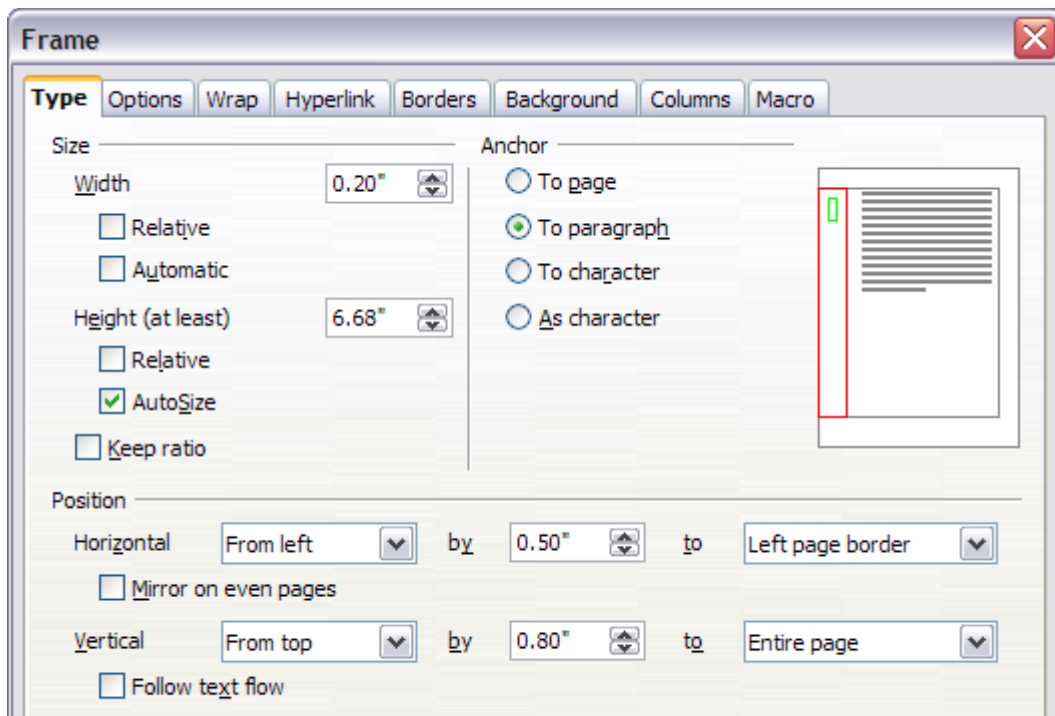 Frame
Type Options Wrap Hyperlink Borders Background Columns Macro
Size Anchor
Width 0.20" To page
Relative To paragraph
Automatic To character
Height (at least) 6.68" As character
Relative
AutoSize
Keep ratio
Position
Horizontal From left by 0.50" to Left page border
Mirror on even pages
Vertical From top by 0.80" to Entire page
Follow text flow